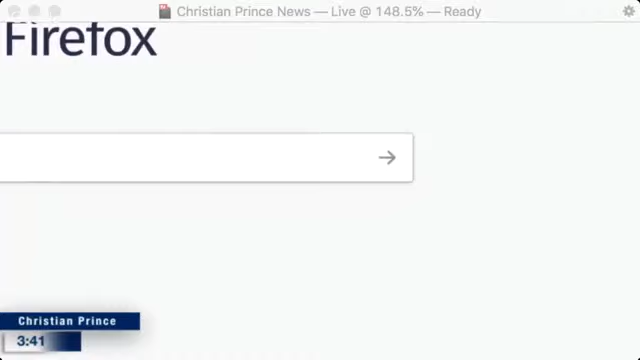 Christian Prince News — Live @ 148.5% — Ready
Firefox
Christian Prince
3:41